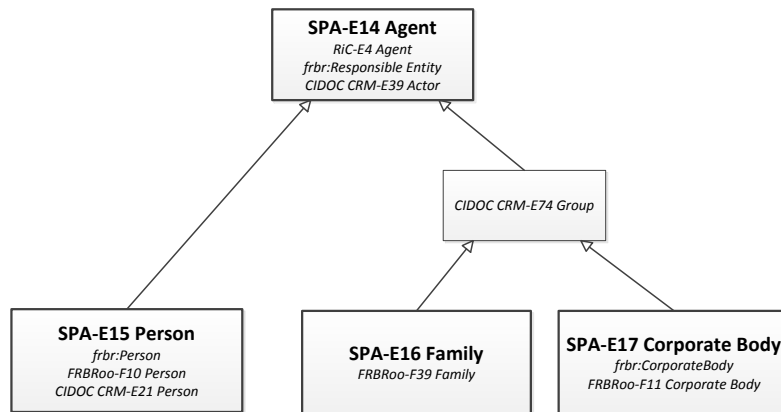 SPA-E14 Agent
RiC-E4 Agent
frbr:Responsible Entity
CIDOC CRM-E39 Actor
CIDOC CRM-E74 Group
SPA-E15 Person
frbr:Person
FRBRoo-F10 Person
CIDOC CRM-E21 Person
SPA-E16 Family
FRBRoo-F39 Family
SPA-E17 Corporate Body
frbr:CorporateBody
FRBRoo-F11 Corporate Body